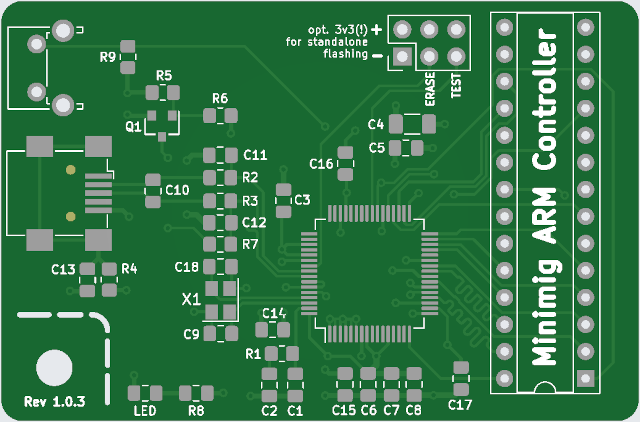 opt. 3v3(!) +
for standalone
flashing -
ERASE
TEST
R9
R5
R6
Q1
C4
C5
C11
C16
R2
C10
R3
C3
C12
R7
C13
R4
C18
X1
C9
C14
R1
Minimig ARM Controller
Rev 1.0.3
LED
R8
C2
C1
C15
C6
C7
C8
C17